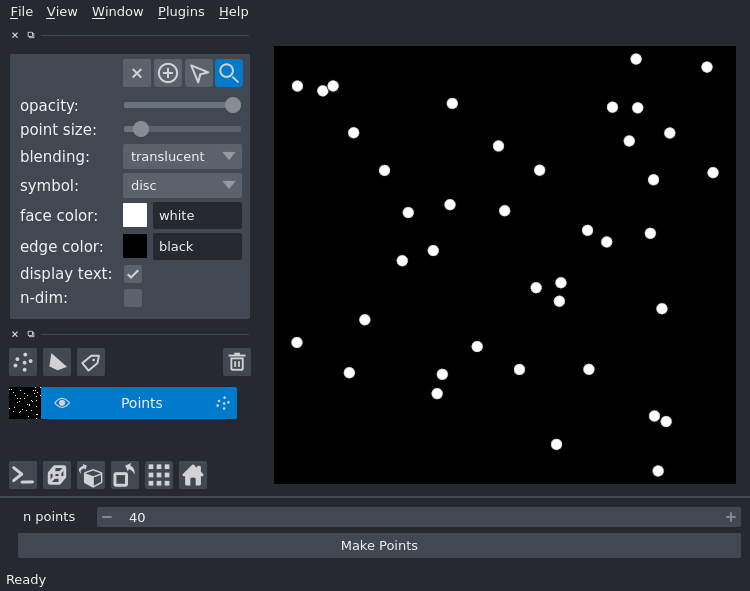 File View Window Plugins Help
opacity:
point size:
blending: translucent
symbol: disc
face color: white
edge color: black
display text:
n-dim:
Points
n points 40
Make Points
Ready